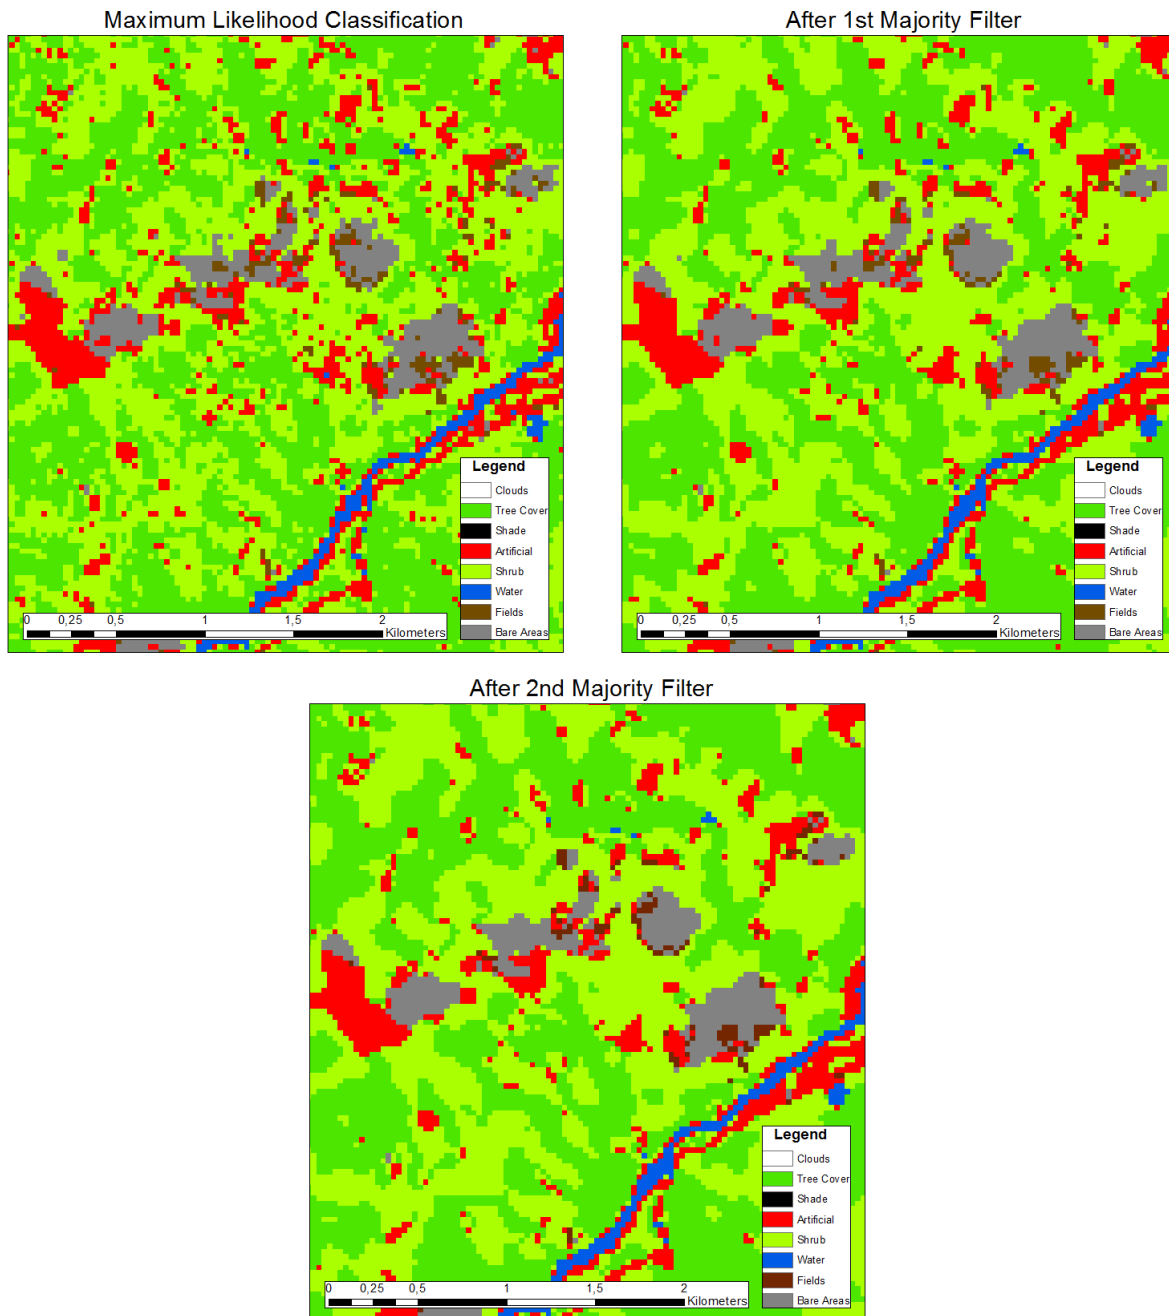 Maximum Likelihood Classification
Legend
Clouds
Tree Cover
Shade
Artificial
Shrub
Water
Fields
Bare Areas
0 0,25 0,5 1 1,5 2
Kilometers
After 1st Majority Filter
Legend
Clouds
Tree Cover
Shade
Artificial
Shrub
Water
Fields
Bare Areas
0 0,25 0,5 1 1,5 2
Kilometers
After 2nd Majority Filter
Legend
Clouds
Tree Cover
Shade
Artificial
Shrub
Water
Fields
Bare Areas
0 0,25 0,5 1 1,5 2
Kilometers